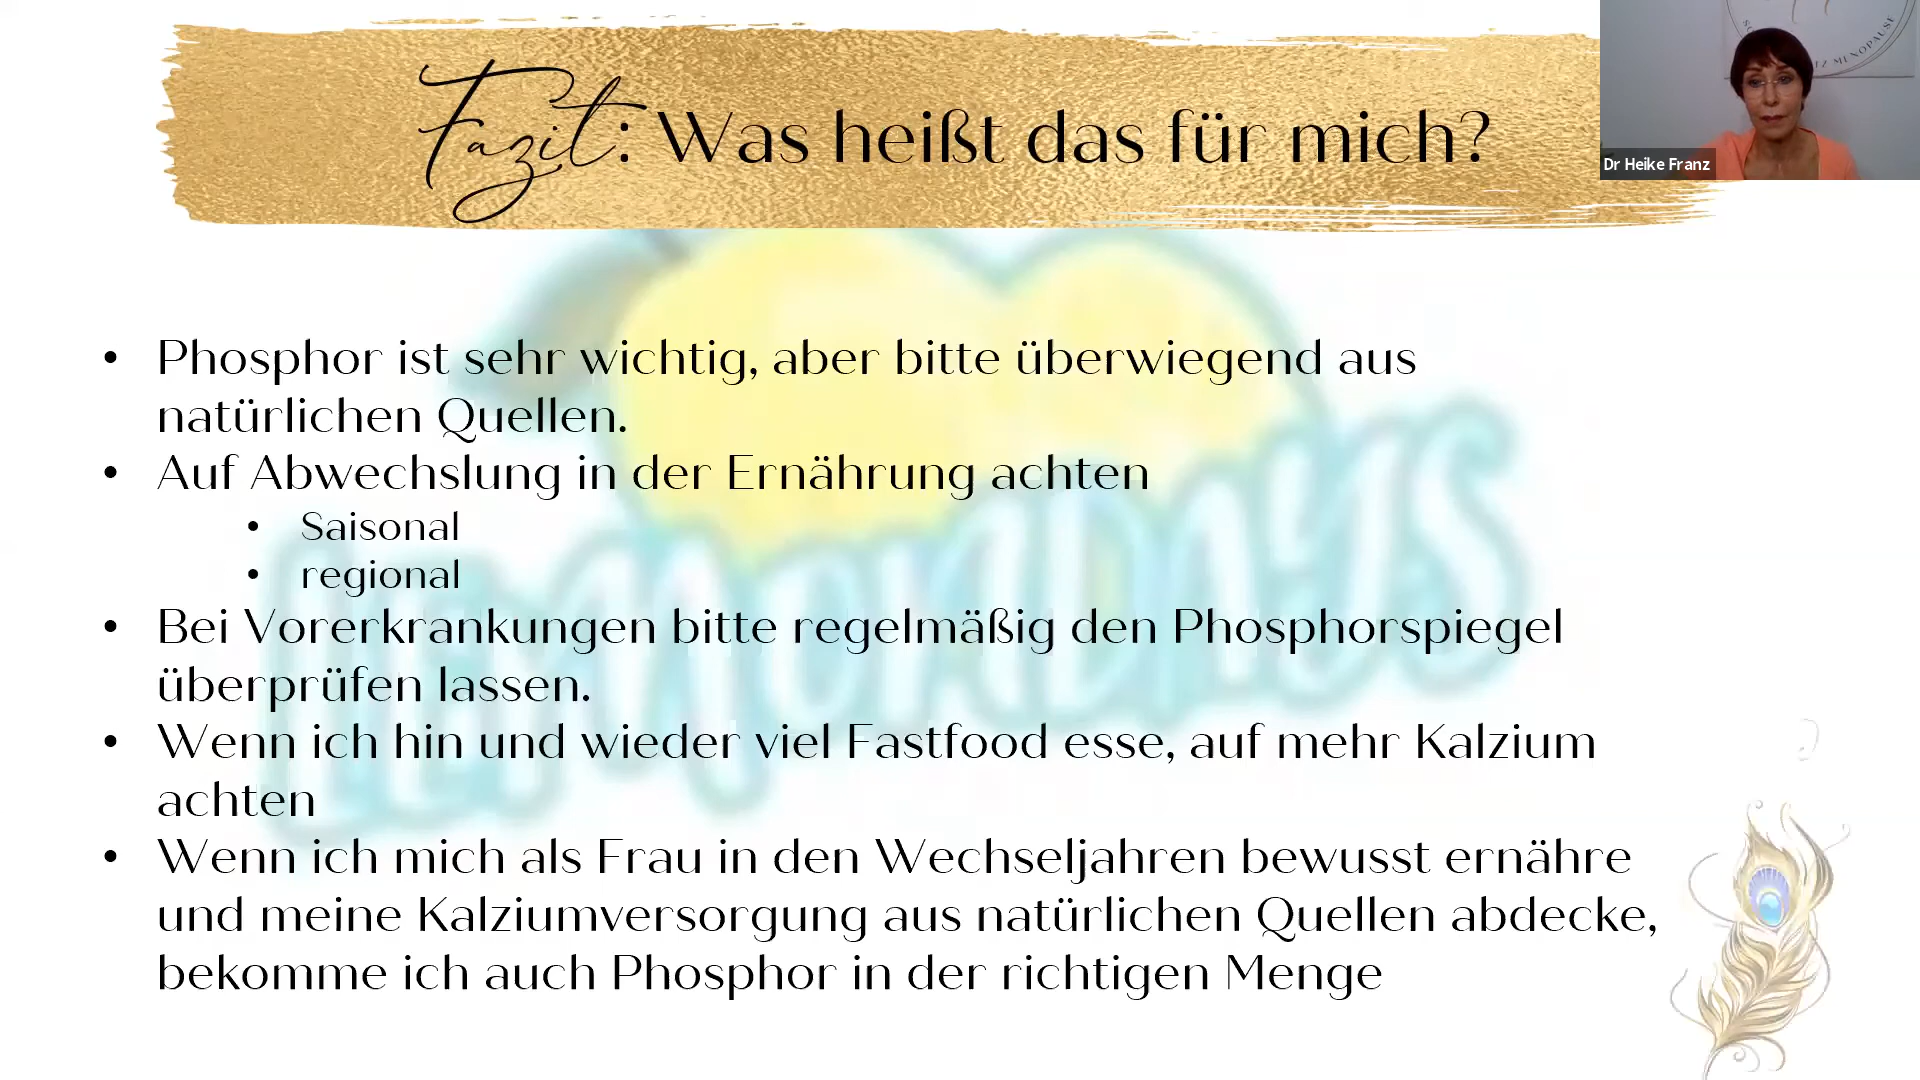 Fazit: Was heißt das für mich?
Dr Heike Franz
• Phosphor ist sehr wichtig, aber bitte überwiegend aus
natürlichen Quellen.
• Auf Abwechslung in der Ernährung achten
• Saisonal
• regional
• Bei Vorerkrankungen bitte regelmäßig den Phosphorspiegel
überprüfen lassen.
• Wenn ich hin und wieder viel Fastfood esse, auf mehr Kalzium
achten
• Wenn ich mich als Frau in den Wechseljahren bewusst ernähre
und meine Kalziumversorgung aus natürlichen Quellen abdecke,
bekomme ich auch Phosphor in der richtigen Menge
LEMONDAYS
MENOPAUSE